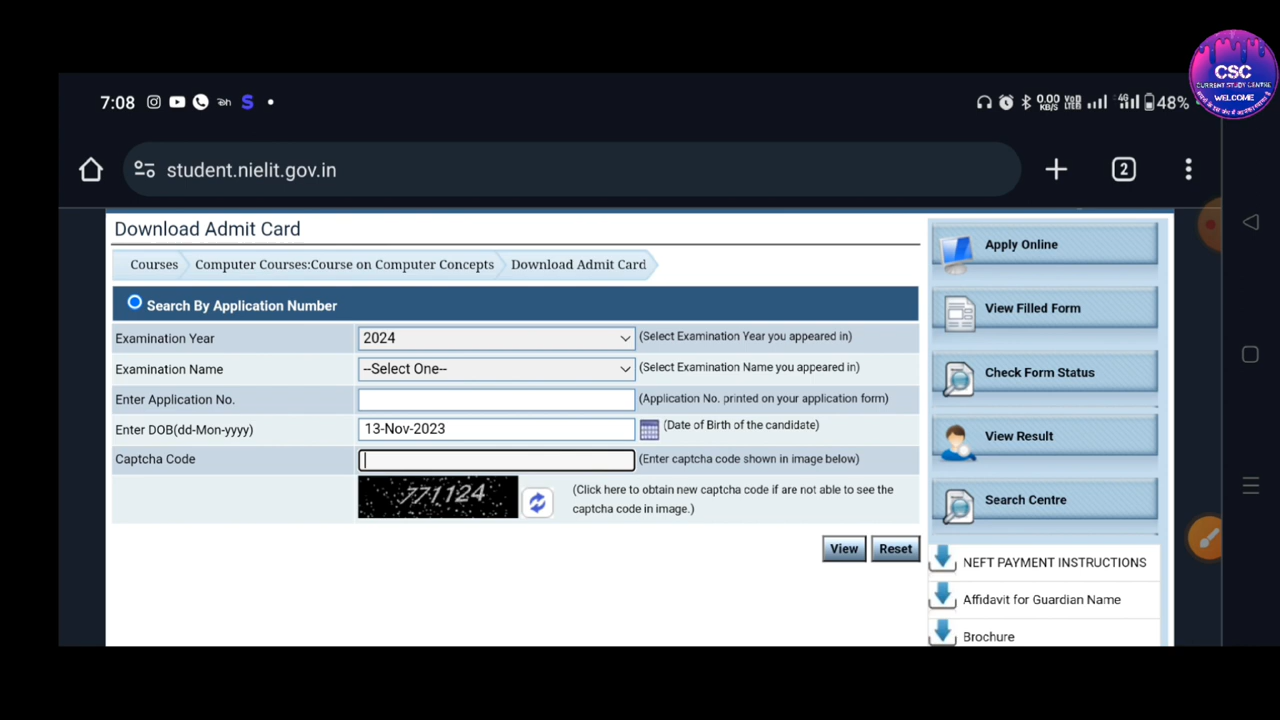 CSC
CURRENT STUDY CENTRE
WELCOME
7:08
0.00 KB/S
48%
student.nielit.gov.in
2
Download Admit Card
Courses
Computer Courses:Course on Computer Concepts
Download Admit Card
Search By Application Number
Examination Year
2024
(Select Examination Year you appeared in)
Examination Name
--Select One--
(Select Examination Name you appeared in)
Enter Application No.
(Application No. printed on your application form)
Enter DOB(dd-Mon-yyyy)
13-Nov-2023
(Date of Birth of the candidate)
Captcha Code
(Enter captcha code shown in image below)
771124
(Click here to obtain new captcha code if are not able to see the
captcha code in image.)
View
Reset
Apply Online
View Filled Form
Check Form Status
View Result
Search Centre
NEFT PAYMENT INSTRUCTIONS
Affidavit for Guardian Name
Brochure